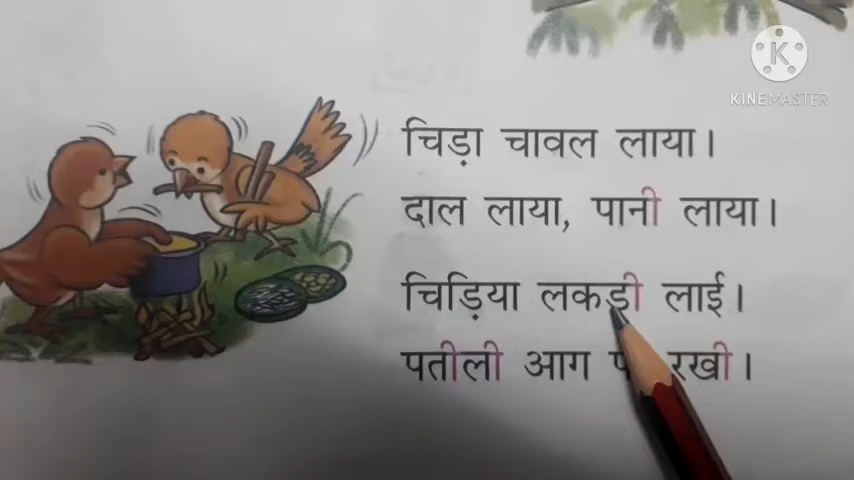 KINEMASTER
चिड़ा चावल लाया।
दाल लाया, पानी लाया।
चिड़िया लकड़ी लाई।
पतीली आग रखी।